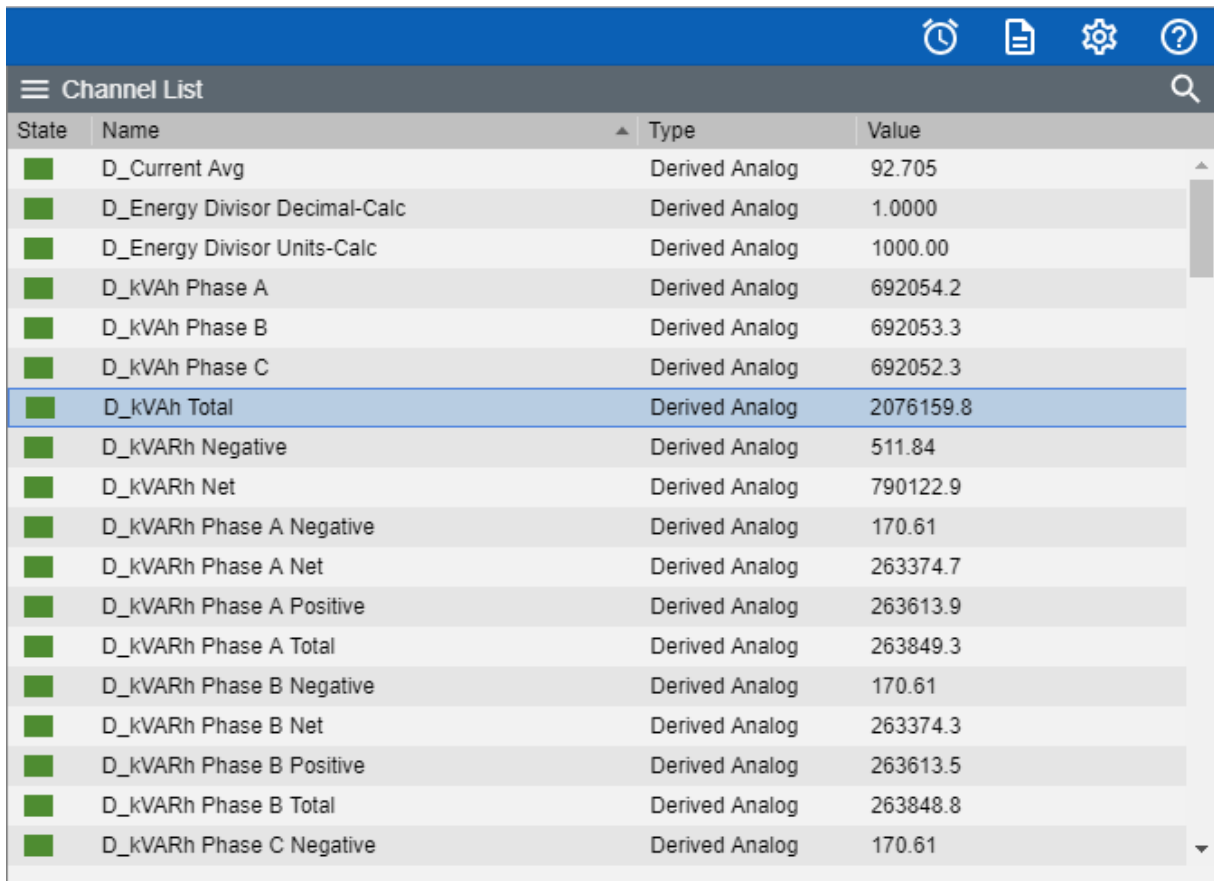 Channel List
State Name Type Value
D_Current Avg Derived Analog 92.705
D_Energy Divisor Decimal-Calc Derived Analog 1.0000
D_Energy Divisor Units-Calc Derived Analog 1000.00
D_kVAh Phase A Derived Analog 692054.2
D_kVAh Phase B Derived Analog 692053.3
D_kVAh Phase C Derived Analog 692052.3
D_kVAh Total Derived Analog 2076159.8
D_kVARh Negative Derived Analog 511.84
D_kVARh Net Derived Analog 790122.9
D_kVARh Phase A Negative Derived Analog 170.61
D_kVARh Phase A Net Derived Analog 263374.7
D_kVARh Phase A Positive Derived Analog 263613.9
D_kVARh Phase A Total Derived Analog 263849.3
D_kVARh Phase B Negative Derived Analog 170.61
D_kVARh Phase B Net Derived Analog 263374.3
D_kVARh Phase B Positive Derived Analog 263613.5
D_kVARh Phase B Total Derived Analog 263848.8
D_kVARh Phase C Negative Derived Analog 170.61